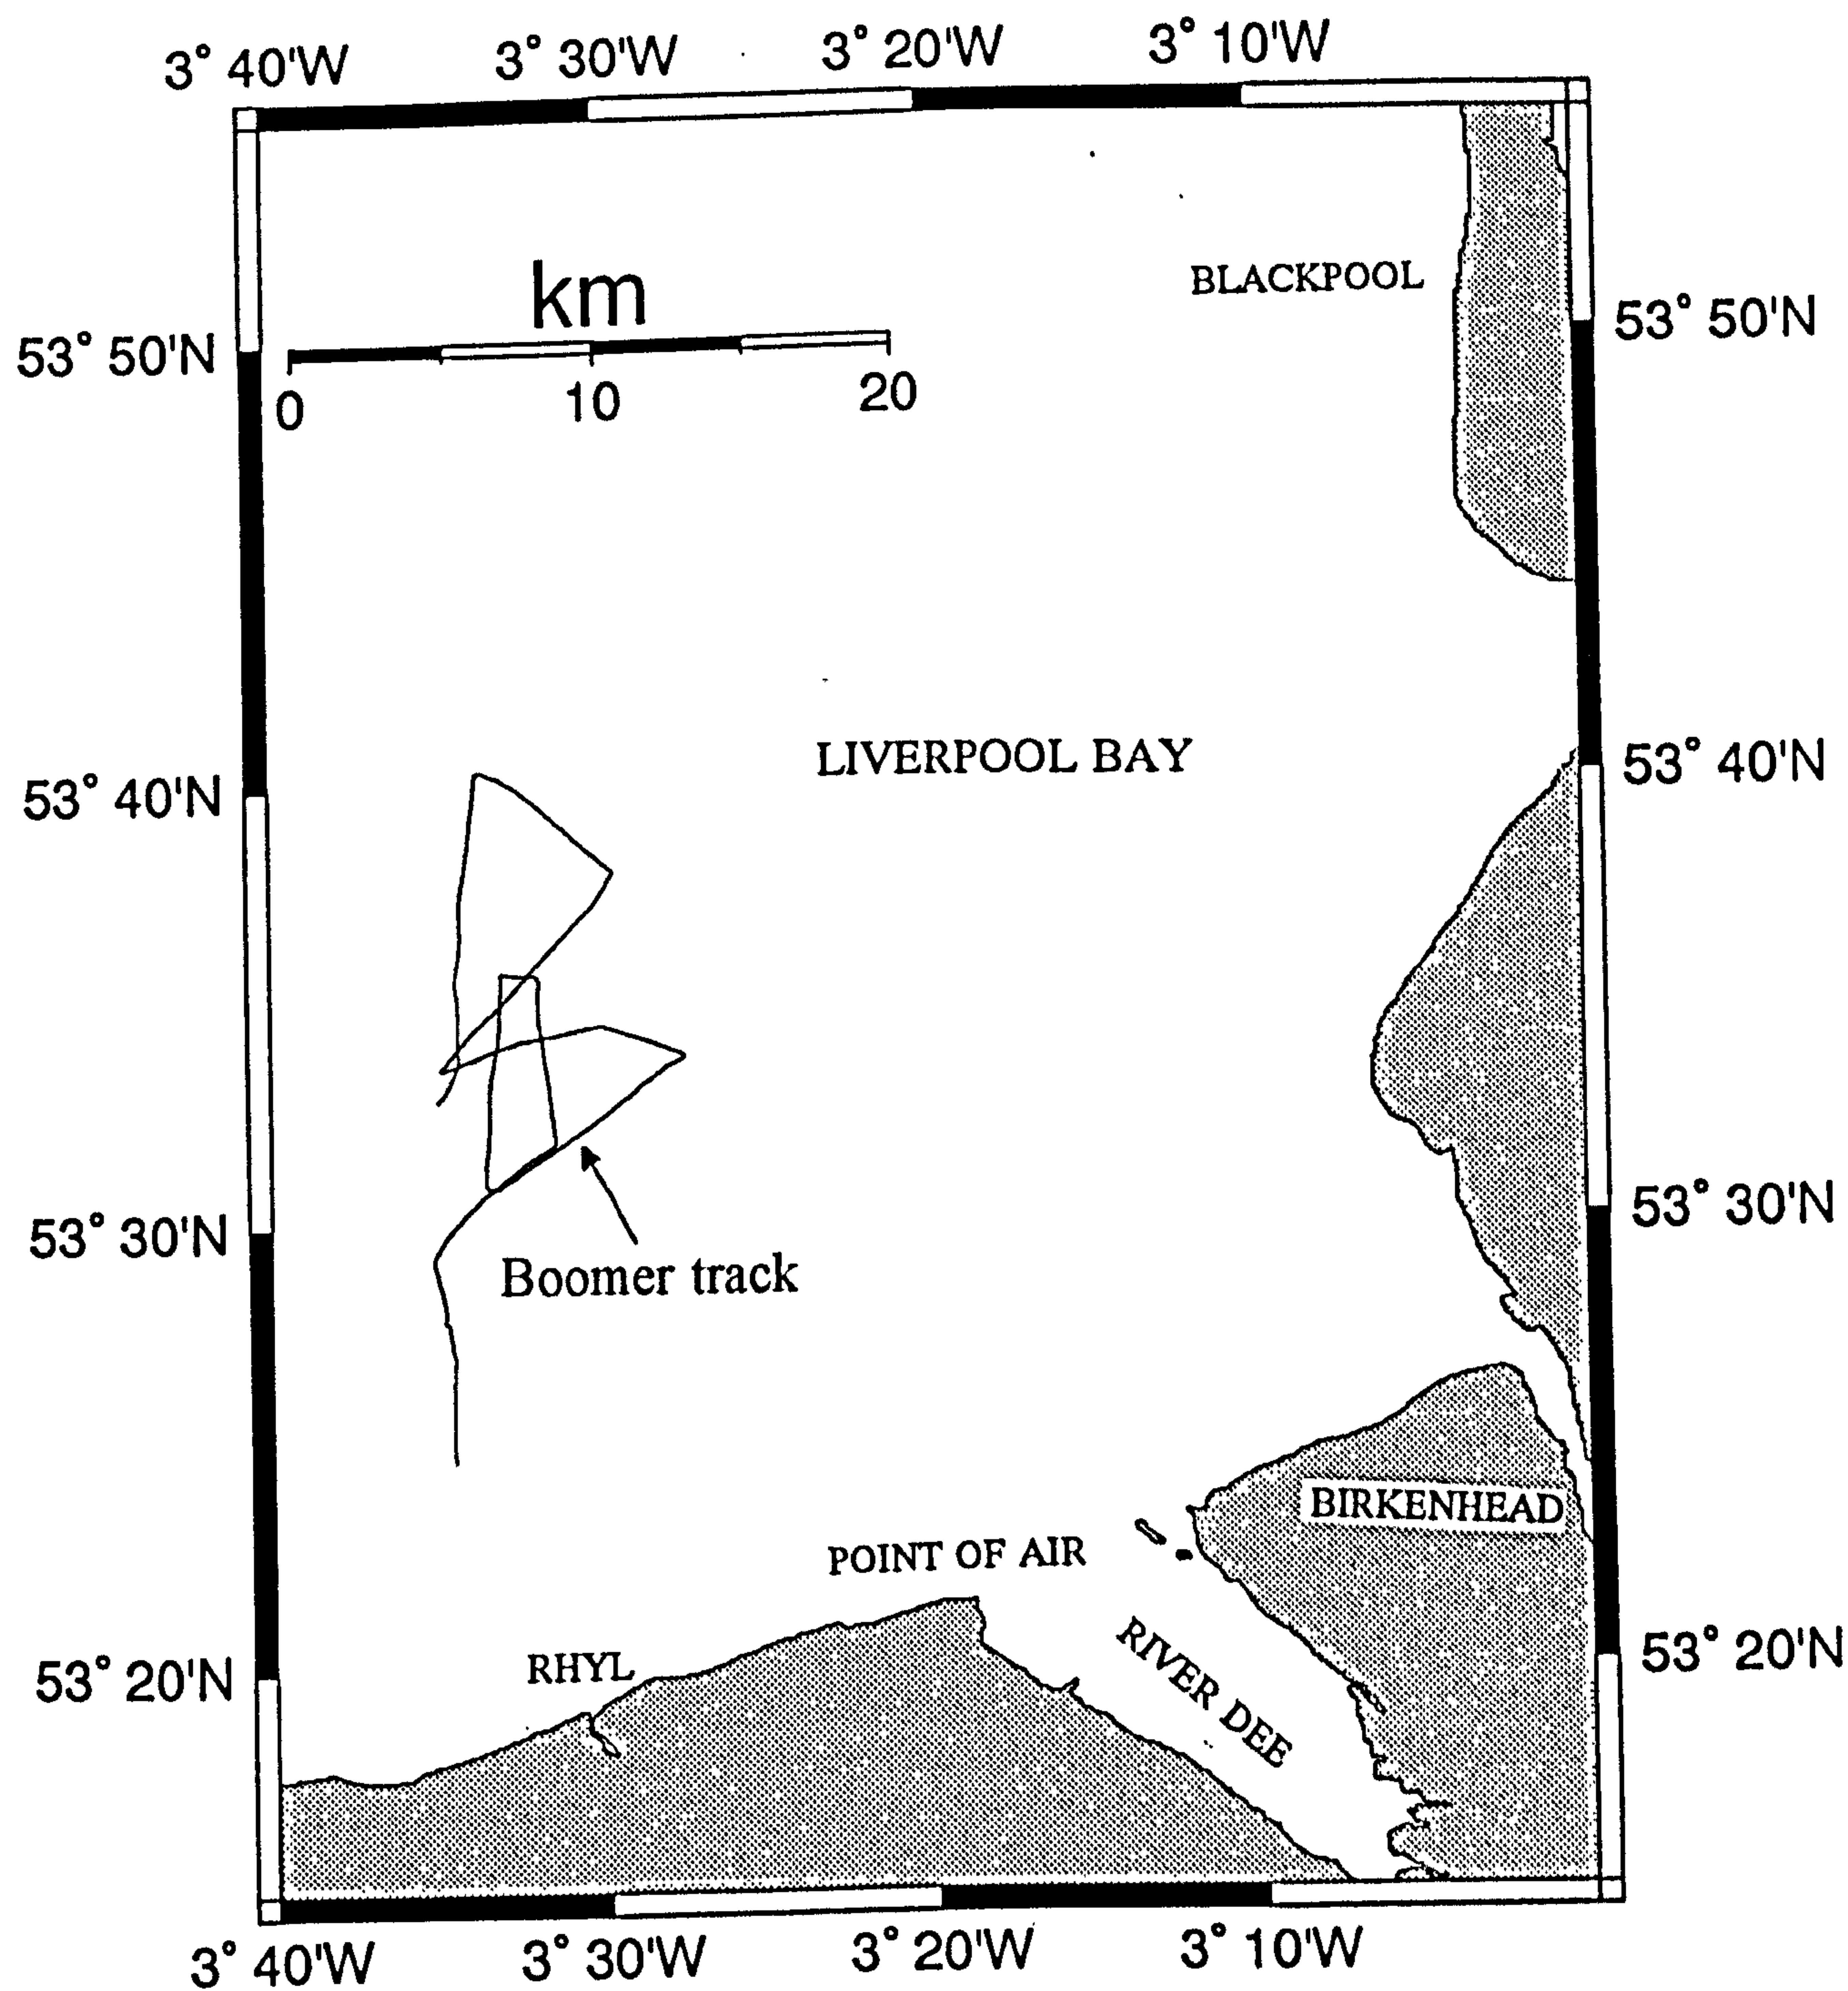 3° 40'W 3° 30'W 3° 20'W 3° 10'W
BLACKPOOL
km
53° 50'N 53° 50'N
0 10 20
LIVERPOOL BAY
53° 40'N 53° 40'N
53° 30'N 53° 30'N
Boomer track
BIRKENHEAD
POINT OF AIR
RIVER DEE
RHYL
53° 20'N 53° 20'N
3° 40'W 3° 30'W 3° 20'W 3° 10'W